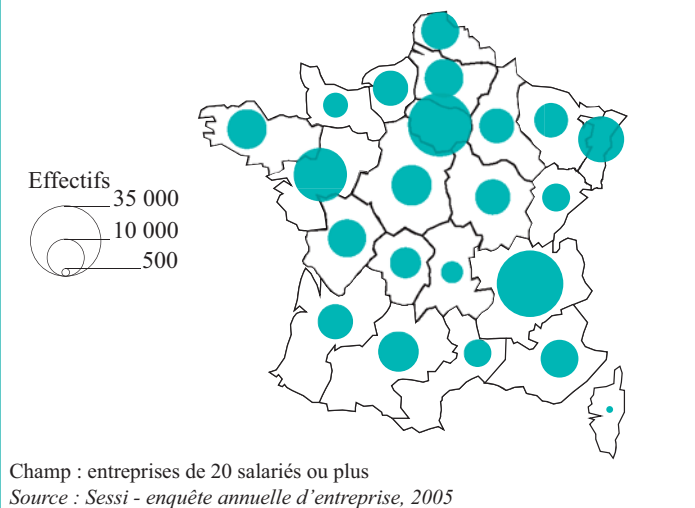 Effectifs
35 000
10 000
500
Champ : entreprises de 20 salariés ou plus
Source : Sessi - enquête annuelle d'entreprise, 2005